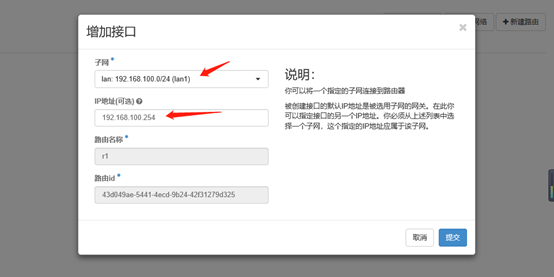 网络
+ 新建路由
增加接口
×
子网 *
lan: 192.168.100.0/24 (lan1)
IP地址(可选)
192.168.100.254
路由名称 *
r1
路由id *
43d049ae-5441-4ecd-9b24-42f31279d325
说明：
你可以将一个指定的子网连接到路由器
被创建接口的默认IP地址是被选用子网的网关。在此你可以指定接口的另一个IP地址。你必须从上述列表中选择一个子网，这个指定的IP地址应属于该子网。
取消
提交